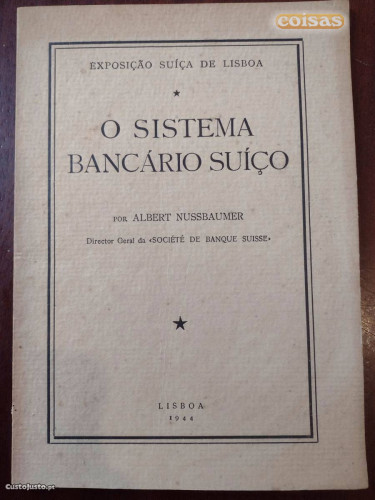 coisas
EXPOSIÇÃO SUÍÇA DE LISBOA
O SISTEMA
BANCÁRIO SUÍÇO
POR ALBERT NUSSBAUMER
Director Geral da «SOCIÉTÉ DE BANQUE SUISSE»
LISBOA
1944
CustoJusto.pt